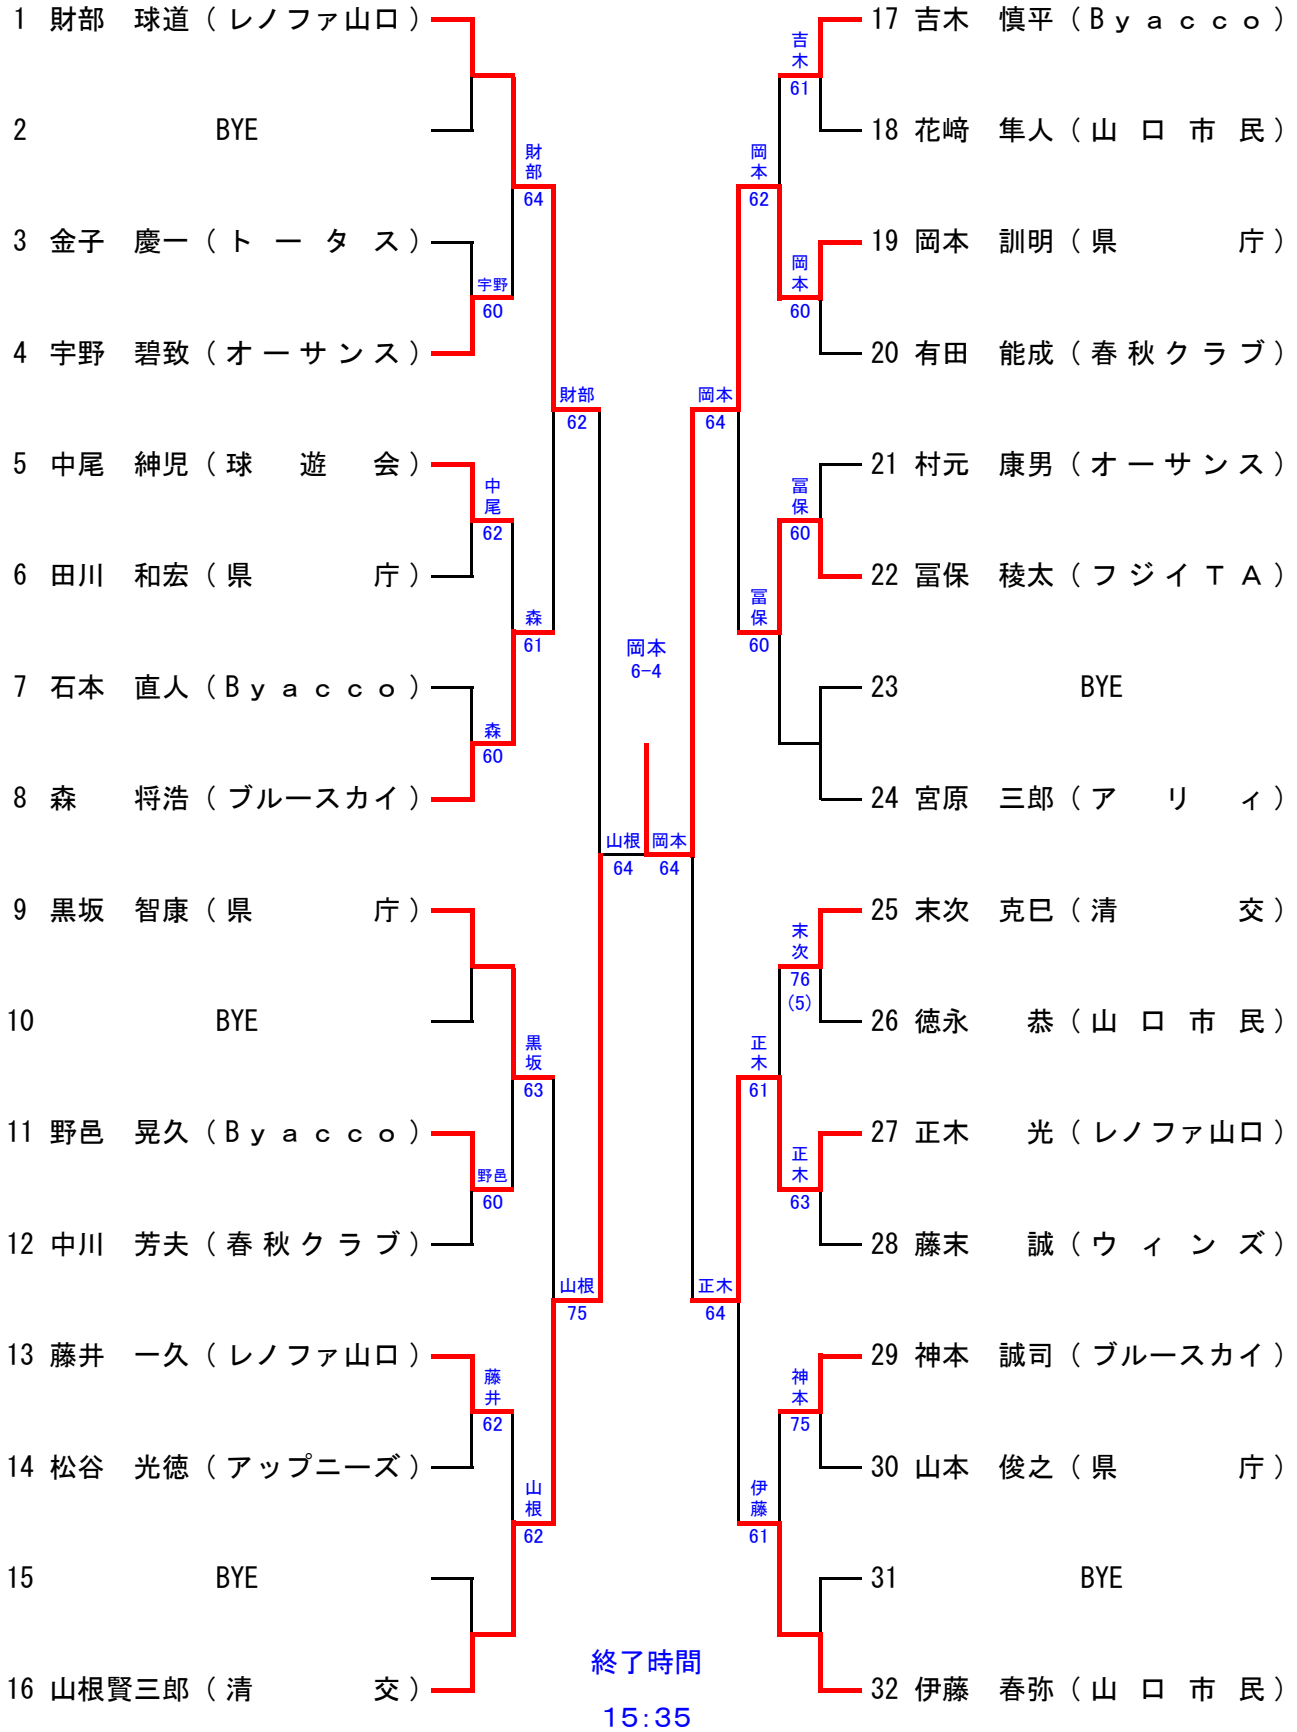 1 財部 球道 ( レノファ山口 )
2 BYE
3 金子 慶一 ( ト ー タ ス )
4 宇野 碧致 ( オ ー サ ン ス )
5 中尾 紳児 ( 球 遊 会 )
6 田川 和宏 ( 県 庁 )
7 石本 直人 ( B y a c c o )
8 森 将浩 ( ブルースカイ )
9 黒坂 智康 ( 県 庁 )
10 BYE
11 野邑 晃久 ( B y a c c o )
12 中川 芳夫 ( 春 秋 ク ラ ブ )
13 藤井 一久 ( レノファ山口 )
14 松谷 光徳 ( アップニーズ )
15 BYE
16 山根賢三郎 ( 清 交 )
宇野
60
中尾
62
森
60
野邑
60
藤井
62
財部
64
森
61
黒坂
63
山根
62
財部
62
山根
75
山根
64
岡本
6-4
岡本
64
岡本
64
正木
64
岡本
62
冨保
60
正木
61
伊藤
61
吉木
61
岡本
60
冨保
60
末次
76
(5)
正木
63
神本
75
17 吉木 慎平 ( B y a c c o )
18 花﨑 隼人 ( 山 口 市 民 )
19 岡本 訓明 ( 県 庁 )
20 有田 能成 ( 春 秋 ク ラ ブ )
21 村元 康男 ( オ ー サ ン ス )
22 冨保 稜太 ( フ ジ イ T A )
23 BYE
24 宮原 三郎 ( ア リ ィ )
25 末次 克巳 ( 清 交 )
26 徳永 恭 ( 山 口 市 民 )
27 正木 光 ( レノファ山口 )
28 藤末 誠 ( ウ ィ ン ズ )
29 神本 誠司 ( ブルースカイ )
30 山本 俊之 ( 県 庁 )
31 BYE
32 伊藤 春弥 ( 山 口 市 民 )
終了時間
15:35